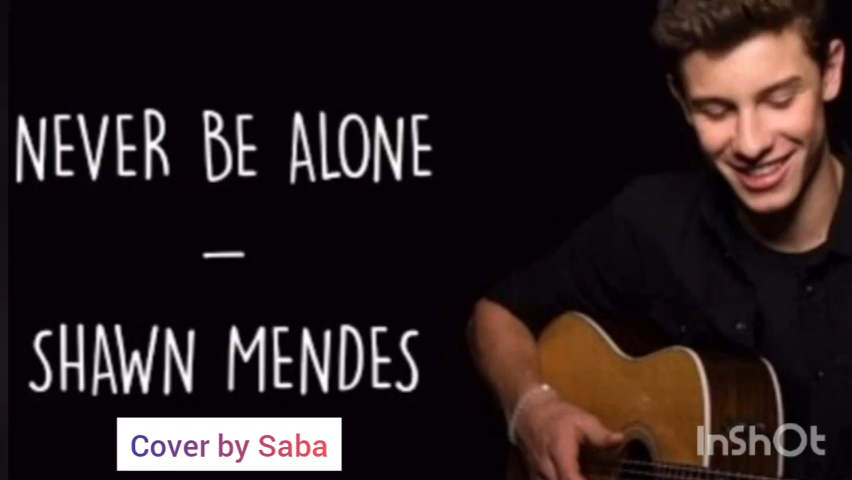 NEVER BE ALONE
–
SHAWN MENDES
Cover by Saba
InShOt